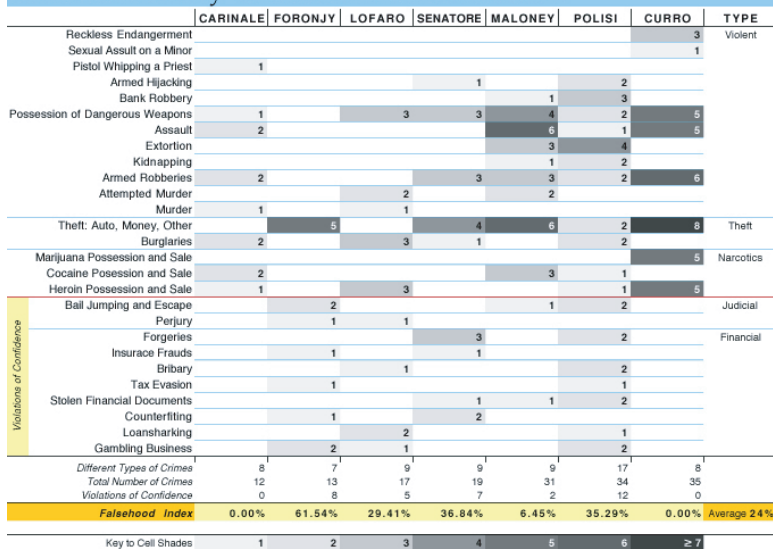 CARINALE FORONJY LOFARO SENATORE MALONEY POLISI CURRO TYPE
Reckless Endangerment 3 Violent
Sexual Assult on a Minor 1
Pistol Whipping a Priest 1
Armed Hijacking 1 2
Bank Robbery 1 3
Possession of Dangerous Weapons 1 3 3 4 2 5
Assault 2 6 1 5
Extortion 3 4
Kidnapping 1 2
Armed Robberies 2 3 3 2 6
Attempted Murder 2 2
Murder 1 1
Theft: Auto, Money, Other 5 4 6 2 8 Theft
Burglaries 2 3 1 2
Marijuana Possession and Sale 5 Narcotics
Cocaine Posession and Sale 2 3 1
Heroin Possession and Sale 1 3 1 5
Violations of Confidence
Bail Jumping and Escape 2 1 2 Judicial
Perjury 1 1
Forgeries 3 2 Financial
Insurace Frauds 1 1
Bribary 1 2
Tax Evasion 1 1
Stolen Financial Documents 1 1 2
Counterfiting 1 2
Loansharking 2 1
Gambling Business 2 1 2
Different Types of Crimes 8 7 9 9 9 17 8
Total Number of Crimes 12 13 17 19 31 34 35
Violations of Confidence 0 8 5 7 2 12 0
Falsehood Index 0.00% 61.54% 29.41% 36.84% 6.45% 35.29% 0.00% Average 24%
Key to Cell Shades 1 2 3 4 5 6 ≥7